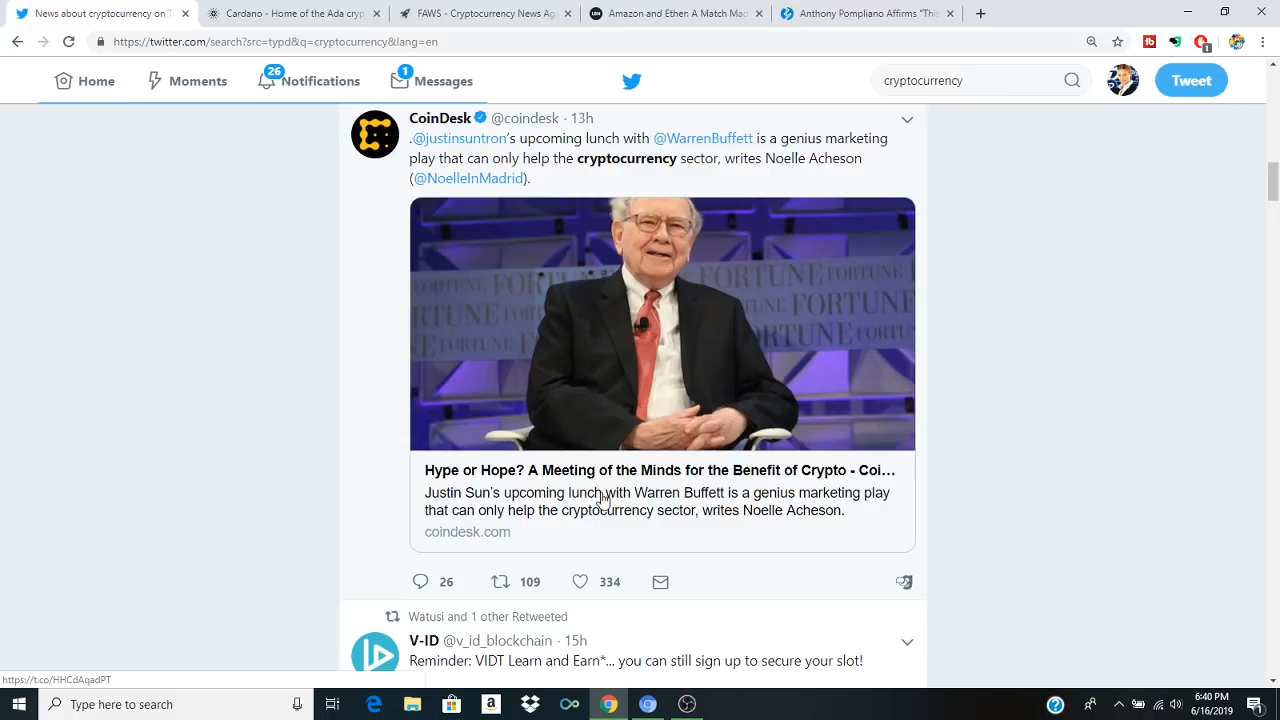 News about cryptocurrency on T
Cardano - Home of the Ada cryp
FAWS - Cryptocurrency News Ag
Amazon and Ether: A Match Mad
Anthony Pompliano Affirms "This
https://twitter.com/search?src=typd&q=cryptocurrency&lang=en
Home
Moments
26
Notifications
1
Messages
cryptocurrency
Tweet
CoinDesk @coindesk · 13h
.@justinsuntron's upcoming lunch with @WarrenBuffett is a genius marketing
play that can only help the cryptocurrency sector, writes Noelle Acheson
(@NoelleInMadrid).
FORTUNE FORTUNE
RTUNE FORTUNE FORTUNE
FORTUNE
Hype or Hope? A Meeting of the Minds for the Benefit of Crypto - Coi...
Justin Sun's upcoming lunch with Warren Buffett is a genius marketing play
that can only help the cryptocurrency sector, writes Noelle Acheson.
coindesk.com
26 109 334
Watusi and 1 other Retweeted
V-ID @v_id_blockchain · 15h
Reminder: VIDT Learn and Earn*... you can still sign up to secure your slot!
https://t.co/HHCdAqadPT
Type here to search
6:40 PM
6/16/2019